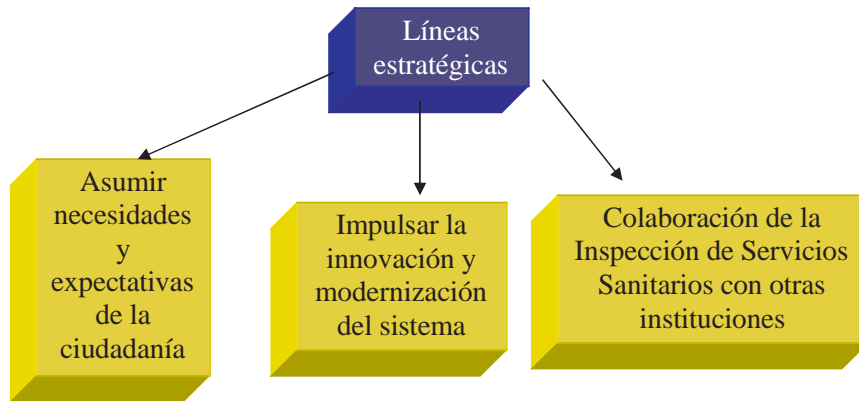 Líneas
estratégicas
Asumir
necesidades
y
expectativas
de la
ciudadanía
Impulsar la
innovación y
modernización
del sistema
Colaboración de la
Inspección de Servicios
Sanitarios con otras
instituciones